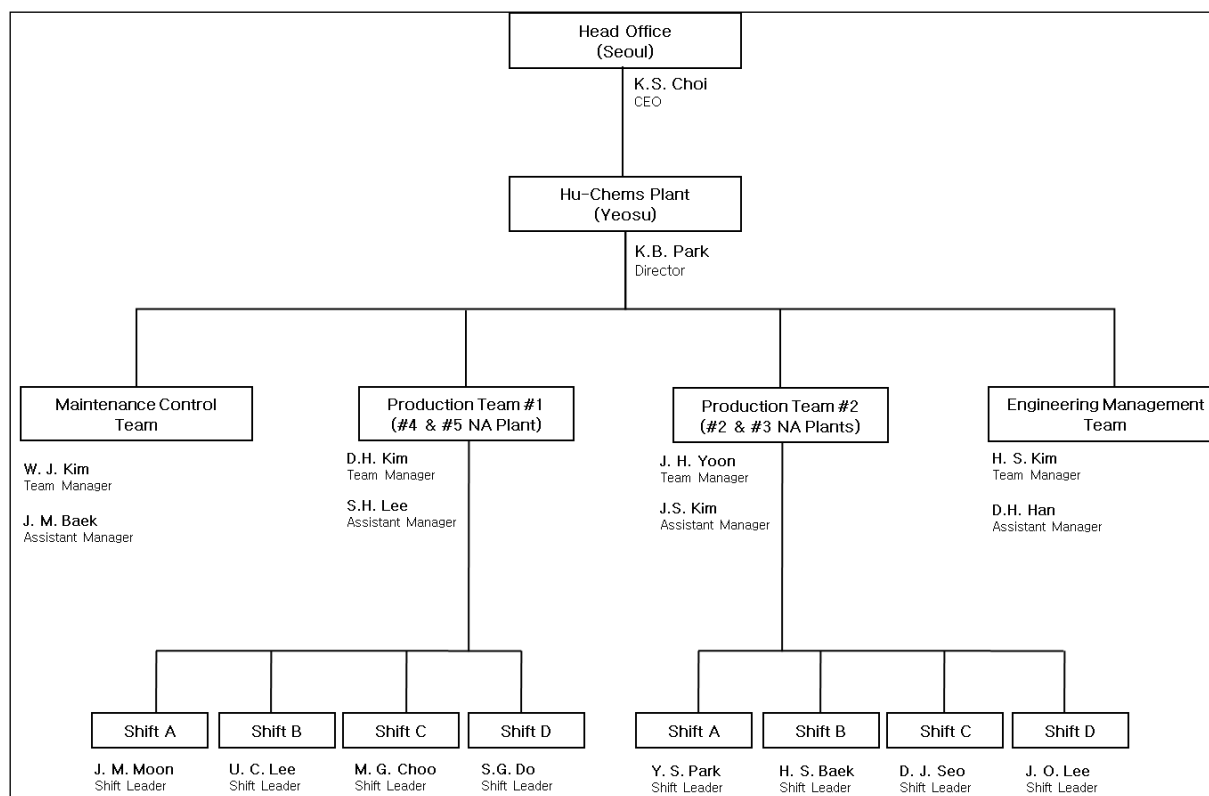 Head Office
(Seoul)
K.S. Choi
CEO
Hu-Chems Plant
(Yeosu)
K.B. Park
Director
Maintenance Control
Team
W. J. Kim
Team Manager
J. M. Baek
Assistant Manager
Production Team #1
(#4 & #5 NA Plant)
D.H. Kim
Team Manager
S.H. Lee
Assistant Manager
Production Team #2
(#2 & #3 NA Plants)
J. H. Yoon
Team Manager
J.S. Kim
Assistant Manager
Engineering Management
Team
H. S. Kim
Team Manager
D.H. Han
Assistant Manager
Shift A
J. M. Moon
Shift Leader
Shift B
U. C. Lee
Shift Leader
Shift C
M. G. Choo
Shift Leader
Shift D
S.G. Do
Shift Leader
Shift A
Y. S. Park
Shift Leader
Shift B
H. S. Baek
Shift Leader
Shift C
D. J. Seo
Shift Leader
Shift D
J. O. Lee
Shift Leader